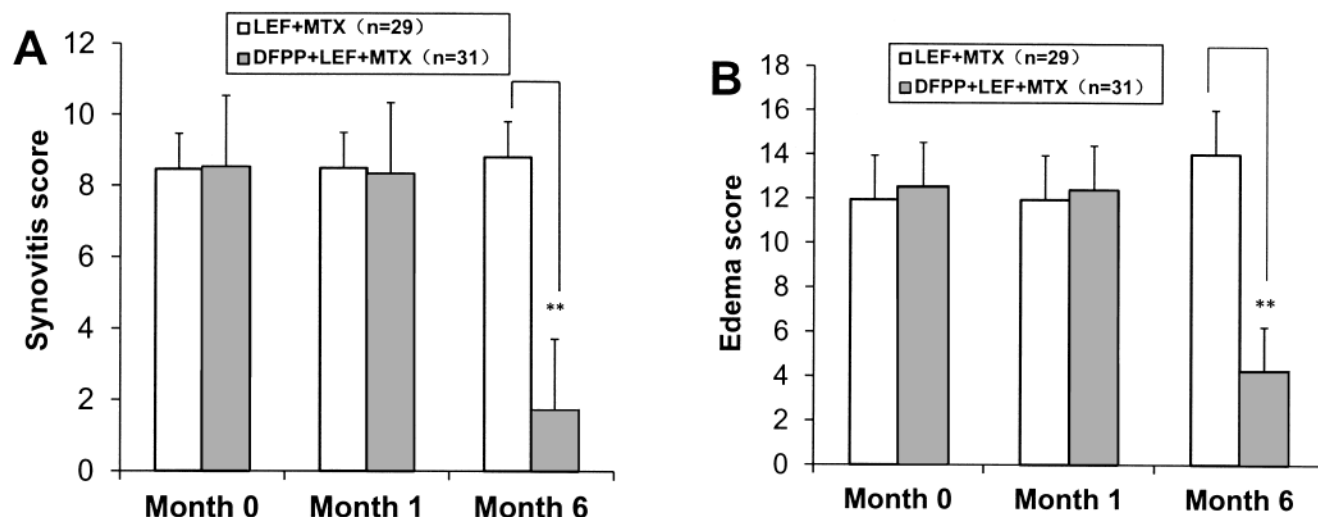 A
LEF+MTX（n=29）
DFPP+LEF+MTX（n=31）
Synovitis score
12
10
8
6
4
2
0
**
Month 0
Month 1
Month 6
B
LEF+MTX（n=29）
DFPP+LEF+MTX（n=31）
Edema score
18
16
14
12
10
8
6
4
2
0
**
Month 0
Month 1
Month 6